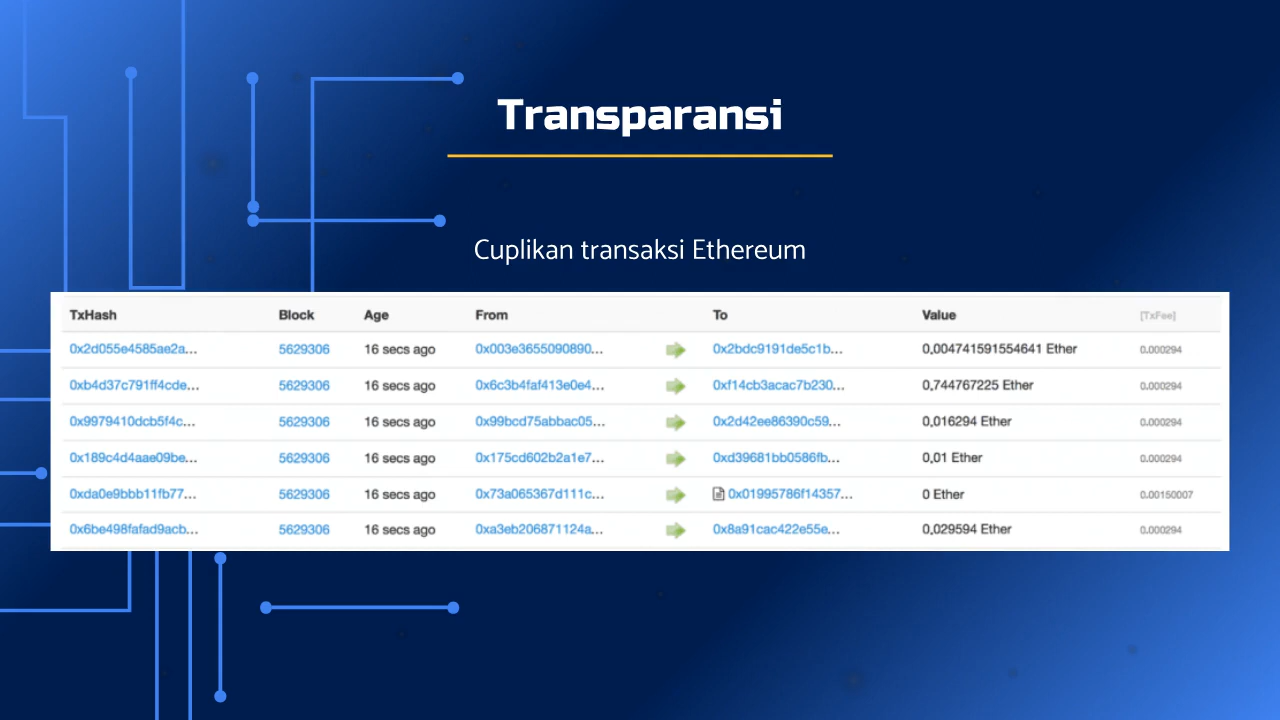 Transparansi
Cuplikan transaksi Ethereum
TxHash Block Age From To Value [TxFee]
0x2d055e4585ae2a... 5629306 16 secs ago 0x003e3655090890... 0x2bdc9191de5c1b... 0,004741591554641 Ether 0.000294
0xb4d37c791ff4cde... 5629306 16 secs ago 0x6c3b4faf413e0e4... 0xf14cb3acac7b230... 0,744767225 Ether 0.000294
0x9979410dcb5f4c... 5629306 16 secs ago 0x99bcd75abbac05... 0x2d42ee86390c59... 0,016294 Ether 0.000294
0x189c4d4aae09be... 5629306 16 secs ago 0x175cd602b2a1e7... 0xd39681bb0586fb... 0,01 Ether 0.000294
0xda0e9bbb11fb77... 5629306 16 secs ago 0x73a065367d111c... 0x01995786f14357... 0 Ether 0.00150007
0x6be498fafad9acb... 5629306 16 secs ago 0xa3eb206871124a... 0x8a91cac422e55e... 0,029594 Ether 0.000294